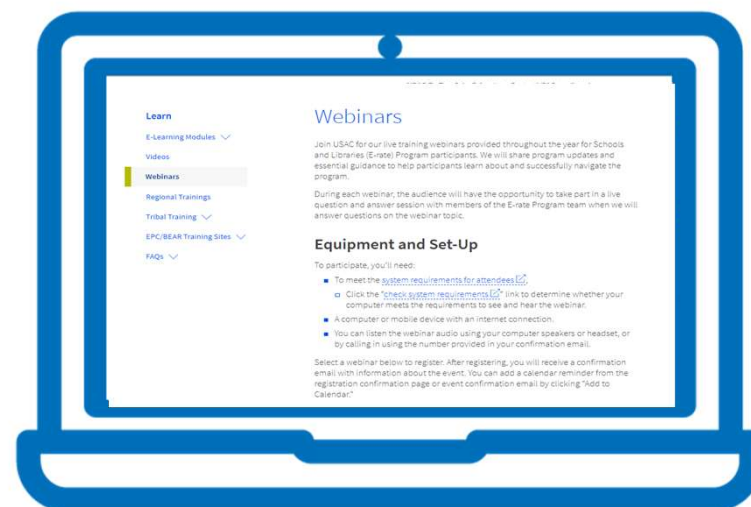 Learn
E-Learning Modules
Videos
Webinars
Regional Trainings
Tribal Training
EPC/BEAR Training Sites
FAQs
Webinars
Join USAC for our live training webinars provided throughout the year for Schools
and Libraries (E-rate) Program participants. We will share program updates and
essential guidance to help participants learn about and successfully navigate the
program.
During each webinar, the audience will have the opportunity to take part in a live
question and answer session with members of the E-rate Program team when we will
answer questions on the webinar topic.
Equipment and Set-Up
To participate, you'll need:
To meet the system requirements for attendees.
Click the "check system requirements" link to determine whether your
computer meets the requirements to see and hear the webinar.
A computer or mobile device with an internet connection.
You can listen the webinar audio using your computer speakers or headset, or
by calling in using the number provided in your confirmation email.
Select a webinar below to register. After registering, you will receive a confirmation
email with information about the event. You can add a calendar reminder from the
registration confirmation page or event confirmation email by clicking "Add to
Calendar."